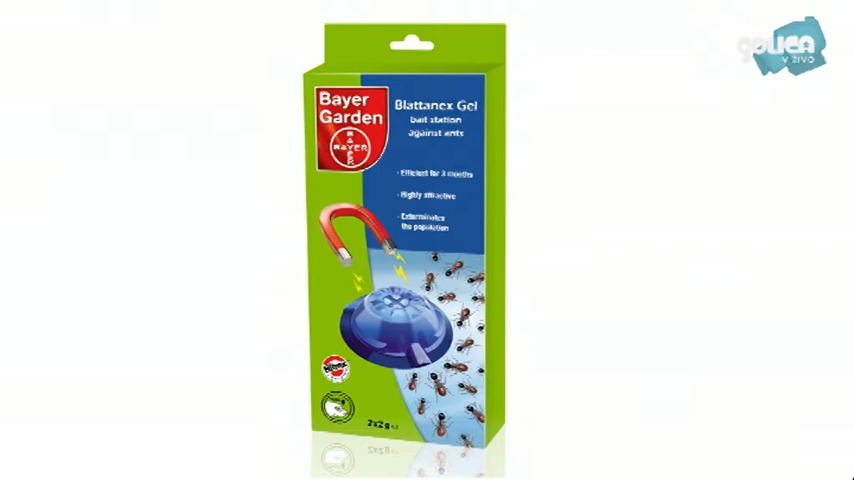 GOLICA
V ŽIVO
Bayer
Garden
BAYER
BAYER
Blattanex Gel
bait station
against ants
· Efficient for 3 months
· Highly attractive
· Exterminates
the population
2x2g